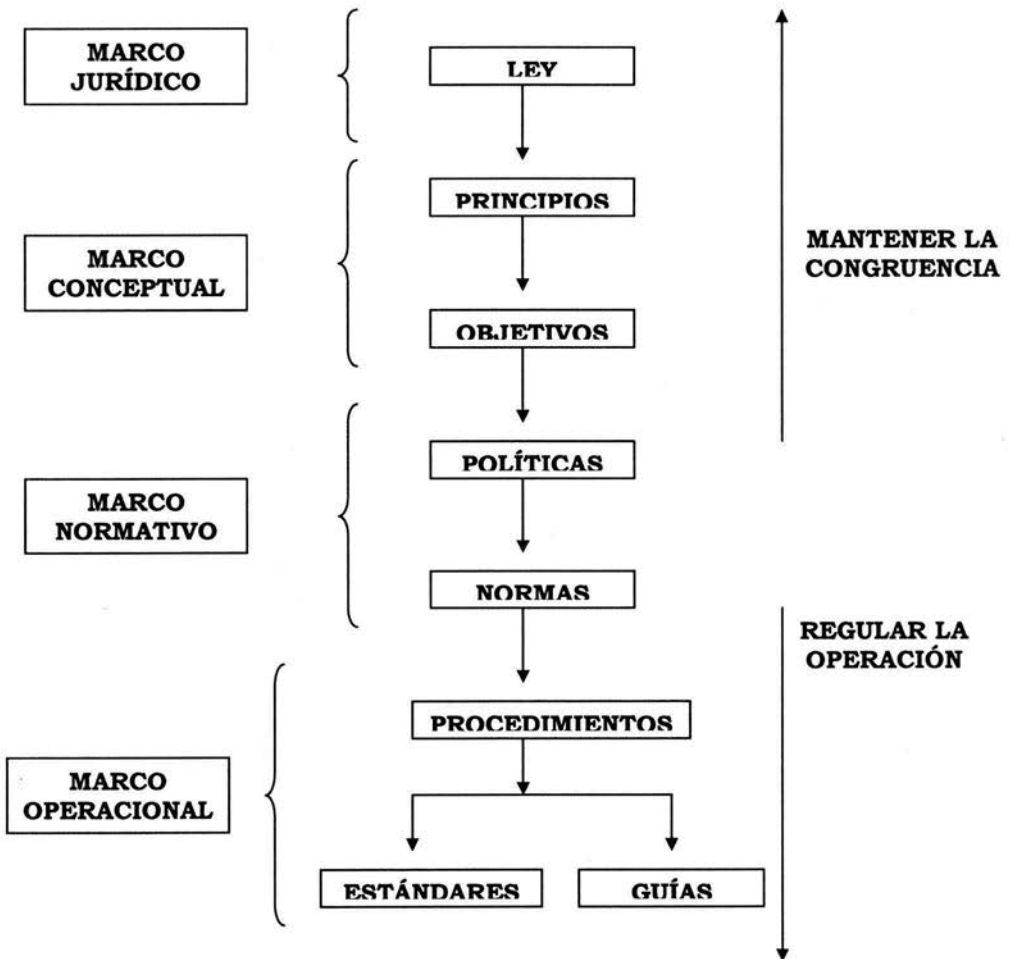 MARCO
JURÍDICO
LEY
PRINCIPIOS
MARCO
CONCEPTUAL
OBJETIVOS
MANTENER LA
CONGRUENCIA
POLÍTICAS
MARCO
NORMATIVO
NORMAS
REGULAR LA
OPERACIÓN
PROCEDIMIENTOS
MARCO
OPERACIONAL
ESTÁNDARES
GUÍAS